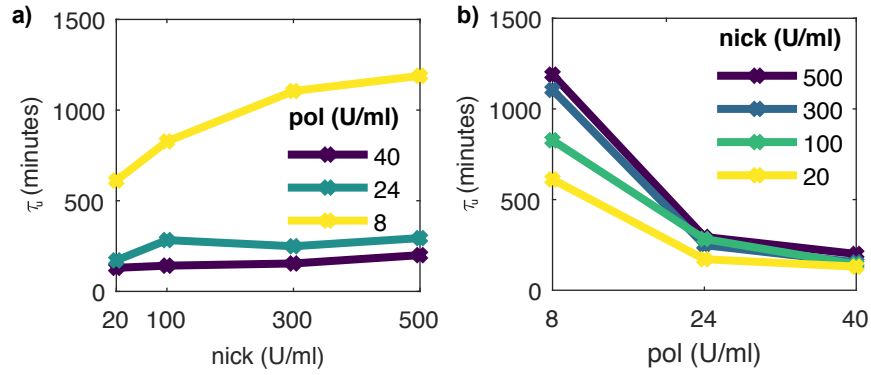 a)
1500
1000
500
0
τᵤ (minutes)
20 100 300 500
nick (U/ml)
pol (U/ml)
40
24
8
b)
1500
1000
500
0
τᵤ (minutes)
8 24 40
pol (U/ml)
nick (U/ml)
500
300
100
20